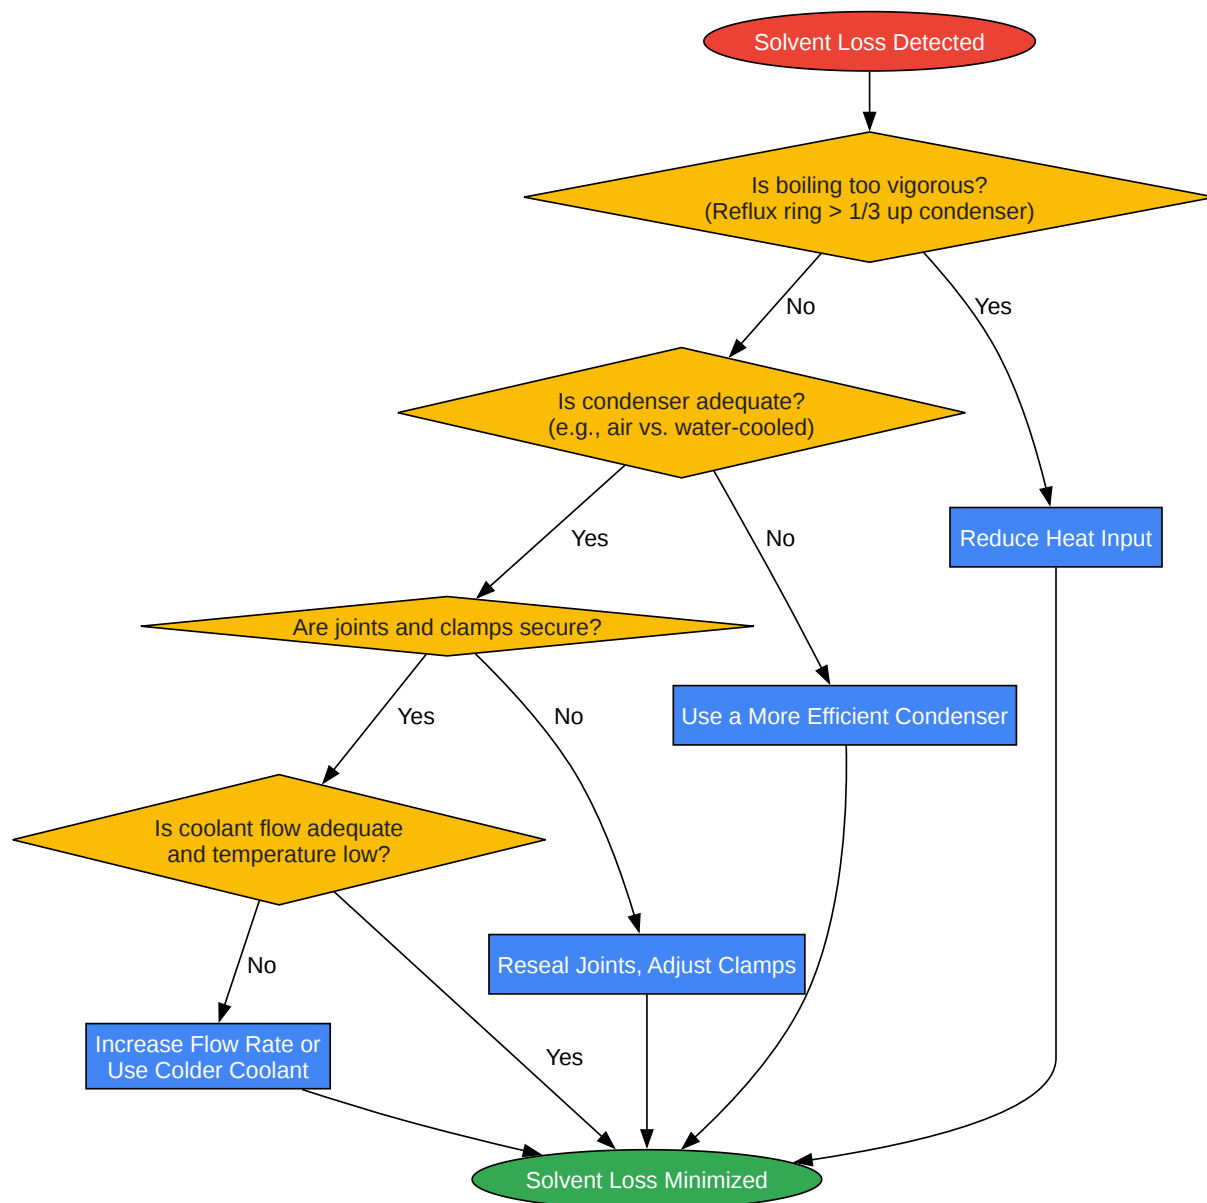 Solvent Loss Detected
Is boiling too vigorous?
(Reflux ring > 1/3 up condenser)
No
Yes
Is condenser adequate?
(e.g., air vs. water-cooled)
Yes
No
Reduce Heat Input
Are joints and clamps secure?
Yes
No
Use a More Efficient Condenser
Is coolant flow adequate
and temperature low?
No
Reseal Joints, Adjust Clamps
Increase Flow Rate or
Use Colder Coolant
Yes
Solvent Loss Minimized